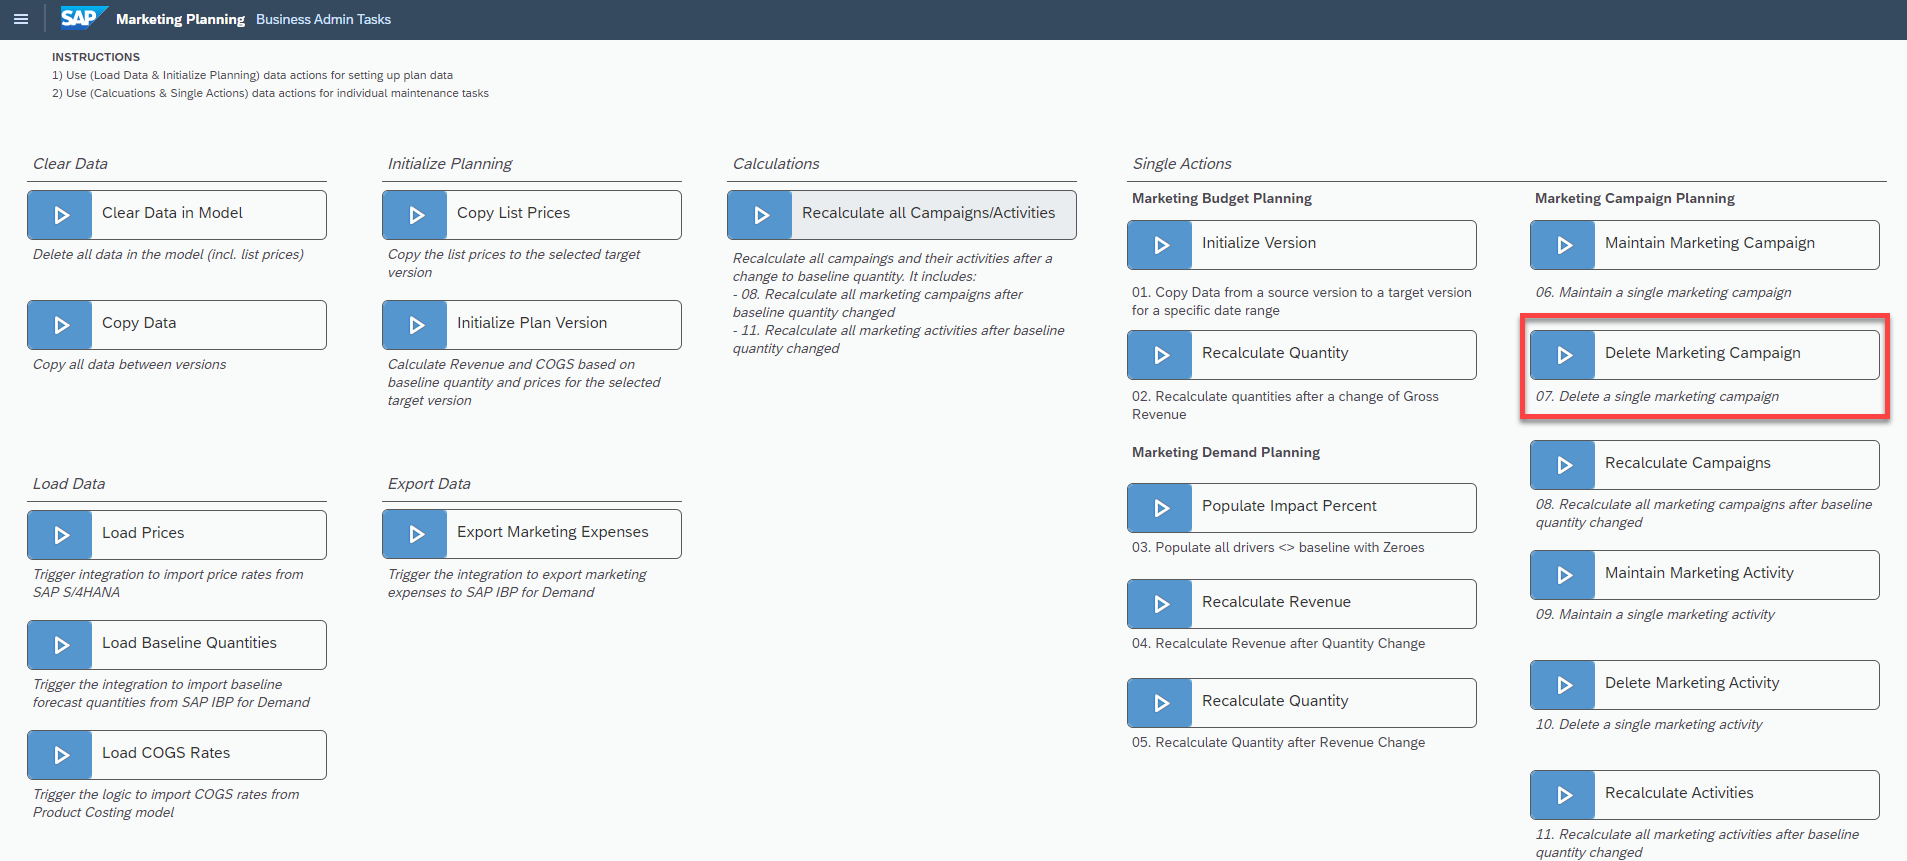 SAP Marketing Planning Business Admin Tasks
INSTRUCTIONS
1) Use (Load Data & Initialize Planning) data actions for setting up plan data
2) Use (Calcuations & Single Actions) data actions for individual maintenance tasks
Clear Data
Clear Data in Model
Delete all data in the model (incl. list prices)
Copy Data
Copy all data between versions
Initialize Planning
Copy List Prices
Copy the list prices to the selected target
version
Initialize Plan Version
Calculate Revenue and COGS based on
baseline quantity and prices for the selected
target version
Calculations
Recalculate all Campaigns/Activities
Recalculate all campaings and their activities after a
change to baseline quantity. It includes:
- 08. Recalculate all marketing campaigns after
baseline quantity changed
- 11. Recalculate all marketing activities after baseline
quantity changed
Load Data
Load Prices
Trigger integration to import price rates from
SAP S/4HANA
Load Baseline Quantities
Trigger the integration to import baseline
forecast quantities from SAP IBP for Demand
Load COGS Rates
Trigger the logic to import COGS rates from
Product Costing model
Export Data
Export Marketing Expenses
Trigger the integration to export marketing
expenses to SAP IBP for Demand
Single Actions
Marketing Budget Planning
Initialize Version
01. Copy Data from a source version to a target version
for a specific date range
Recalculate Quantity
02. Recalculate quantities after a change of Gross
Revenue
Marketing Demand Planning
Populate Impact Percent
03. Populate all drivers <> baseline with Zeroes
Recalculate Revenue
04. Recalculate Revenue after Quantity Change
Recalculate Quantity
05. Recalculate Quantity after Revenue Change
Marketing Campaign Planning
Maintain Marketing Campaign
06. Maintain a single marketing campaign
Delete Marketing Campaign
07. Delete a single marketing campaign
Recalculate Campaigns
08. Recalculate all marketing campaigns after baseline
quantity changed
Maintain Marketing Activity
09. Maintain a single marketing activity
Delete Marketing Activity
10. Delete a single marketing activity
Recalculate Activities
11. Recalculate all marketing activities after baseline
quantity changed